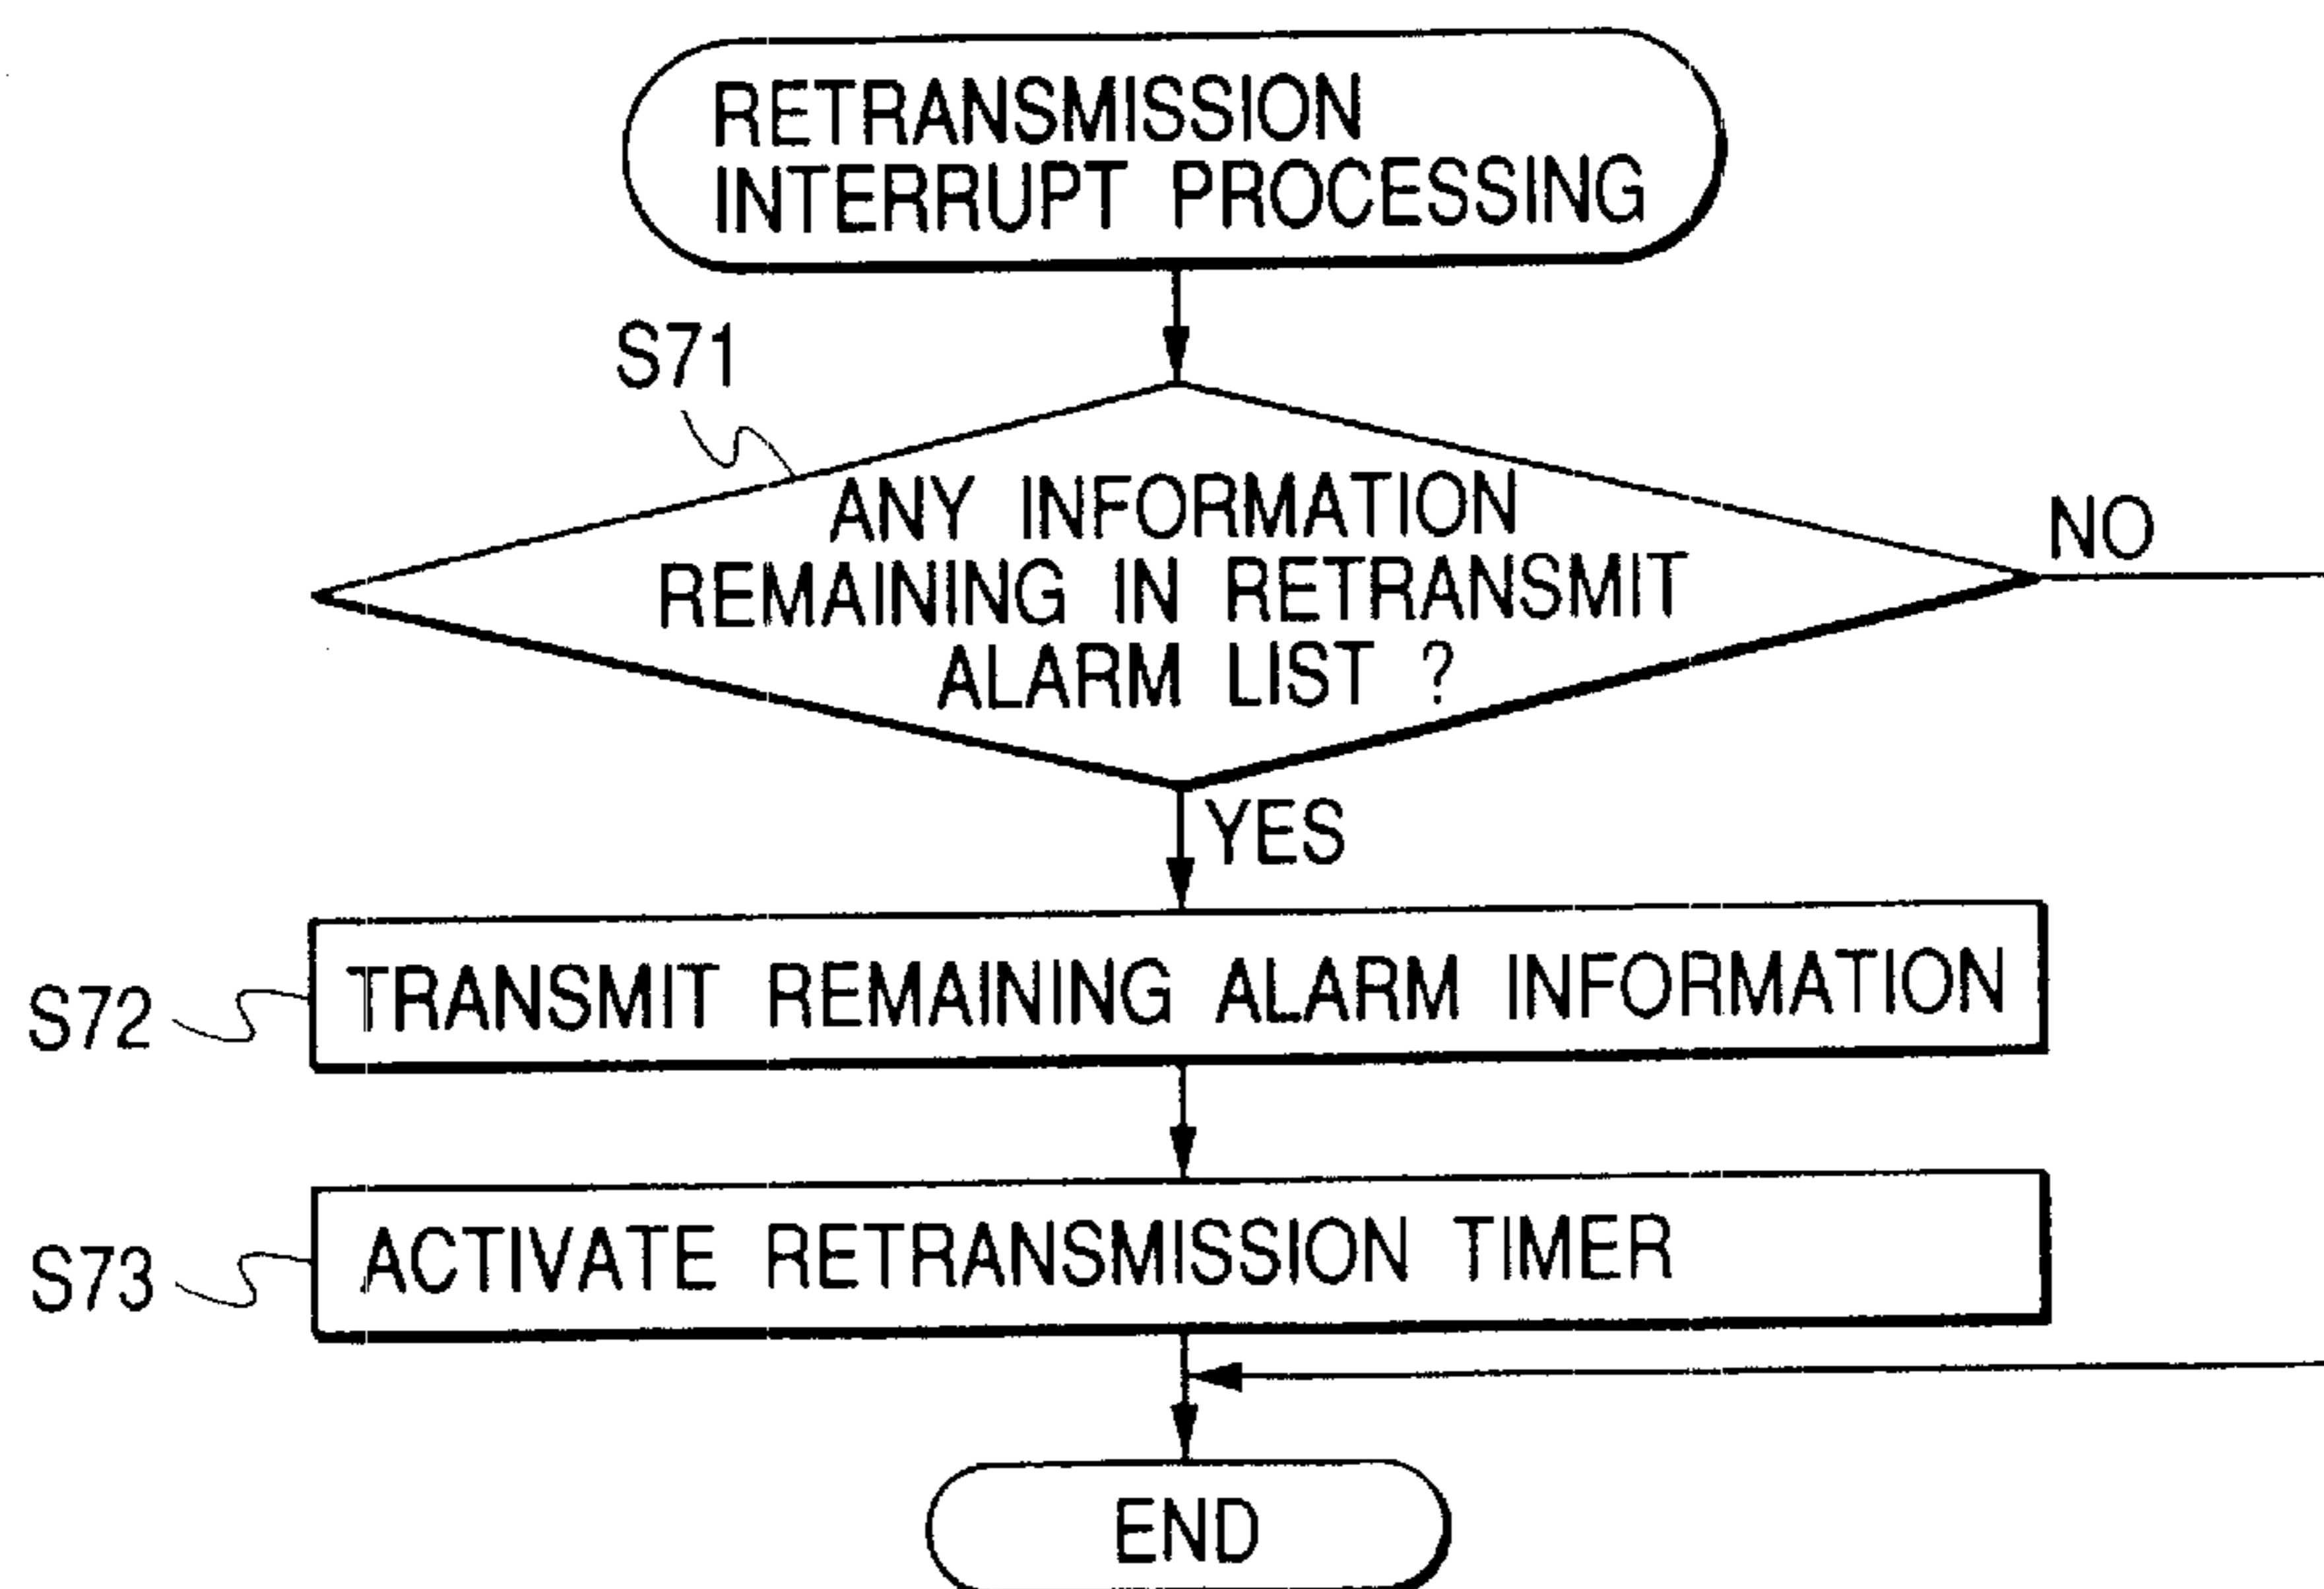 RETRANSMISSION
INTERRUPT PROCESSING
S71
ANY INFORMATION
REMAINING IN RETRANSMIT
ALARM LIST ?
NO
YES
S72
TRANSMIT REMAINING ALARM INFORMATION
S73
ACTIVATE RETRANSMISSION TIMER
END